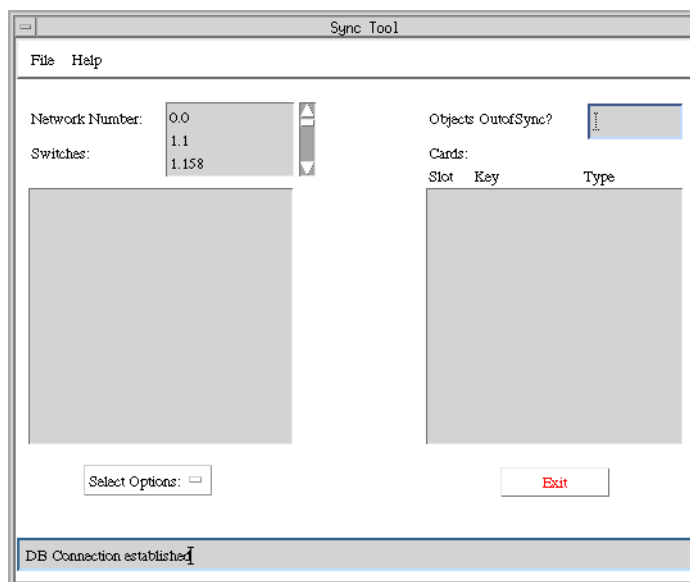 Sync Tool
File Help
Network Number:
0.0
1.1
1.158
Switches:
Objects OutofSync?
Cards:
Slot Key Type
Select Options:
Exit
DB Connection established